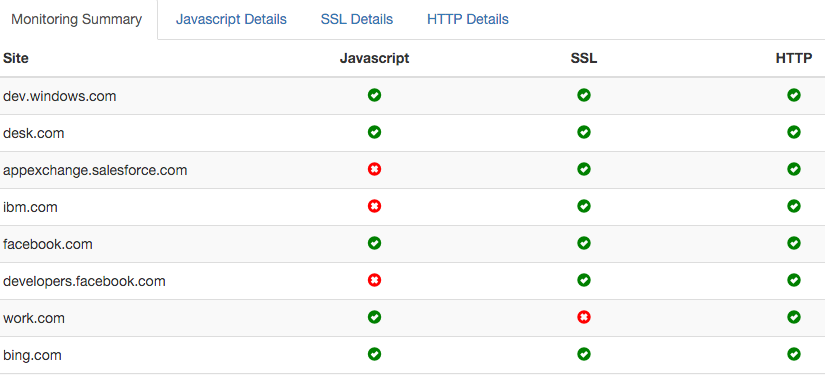 Monitoring Summary Javascript Details SSL Details HTTP Details
Site Javascript SSL HTTP
dev.windows.com
desk.com
appexchange.salesforce.com
ibm.com
facebook.com
developers.facebook.com
work.com
bing.com